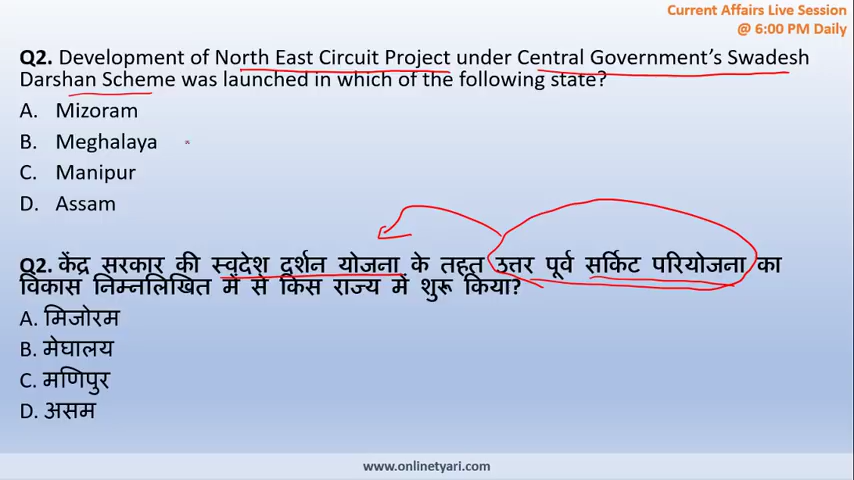 Current Affairs Live Session
@ 6:00 PM Daily
Q2. Development of North East Circuit Project under Central Government's Swadesh
Darshan Scheme was launched in which of the following state?
A. Mizoram
B. Meghalaya
C. Manipur
D. Assam
Q2. केंद्र सरकार की स्वदेश दर्शन योजना के तहत उत्तर पूर्व सर्किट परियोजना का
विकास निम्नलिखित में से किस राज्य में शुरू किया?
A. मिजोरम
B. मेघालय
C. मणिपुर
D. असम
www.onlinetyari.com